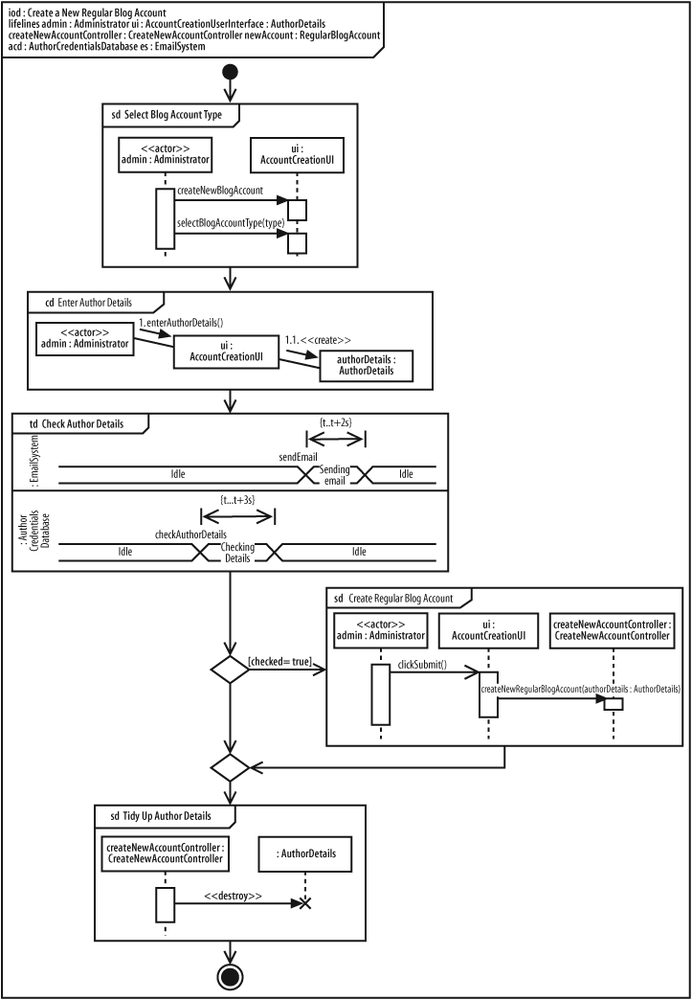 iod : Create a New Regular Blog Account
lifelines admin : Administrator ui : AccountCreationUserInterface : AuthorDetails
createNewAccountController : CreateNewAccountController newAccount : RegularBlogAccount
acd : AuthorCredentialsDatabase es : EmailSystem
sd Select Blog Account Type
<<actor>>
admin : Administrator
ui :
AccountCreationUI
createNewBlogAccount
selectBlogAccountType(type)
cd Enter Author Details
<<actor>>
admin : Administrator
1.enterAuthorDetails()
ui :
AccountCreationUI
1.1.<<create>>
authorDetails :
AuthorDetails
td Check Author Details
: EmailSystem
{t..t+2s}
sendEmail
Idle
Sending
email
Idle
: Author
Credentials
Database
{t...t+3s}
checkAuthorDetails
Idle
Checking
Details
Idle
[checked= true]
sd Create Regular Blog Account
<<actor>>
admin : Administrator
ui :
AccountCreationUI
createNewAccountController :
CreateNewAccountController
clickSubmit()
createNewRegularBlogAccount(authorDetails : AuthorDetails)
sd Tidy Up Author Details
createNewAccountController :
CreateNewAccountController
: AuthorDetails
<<destroy>>